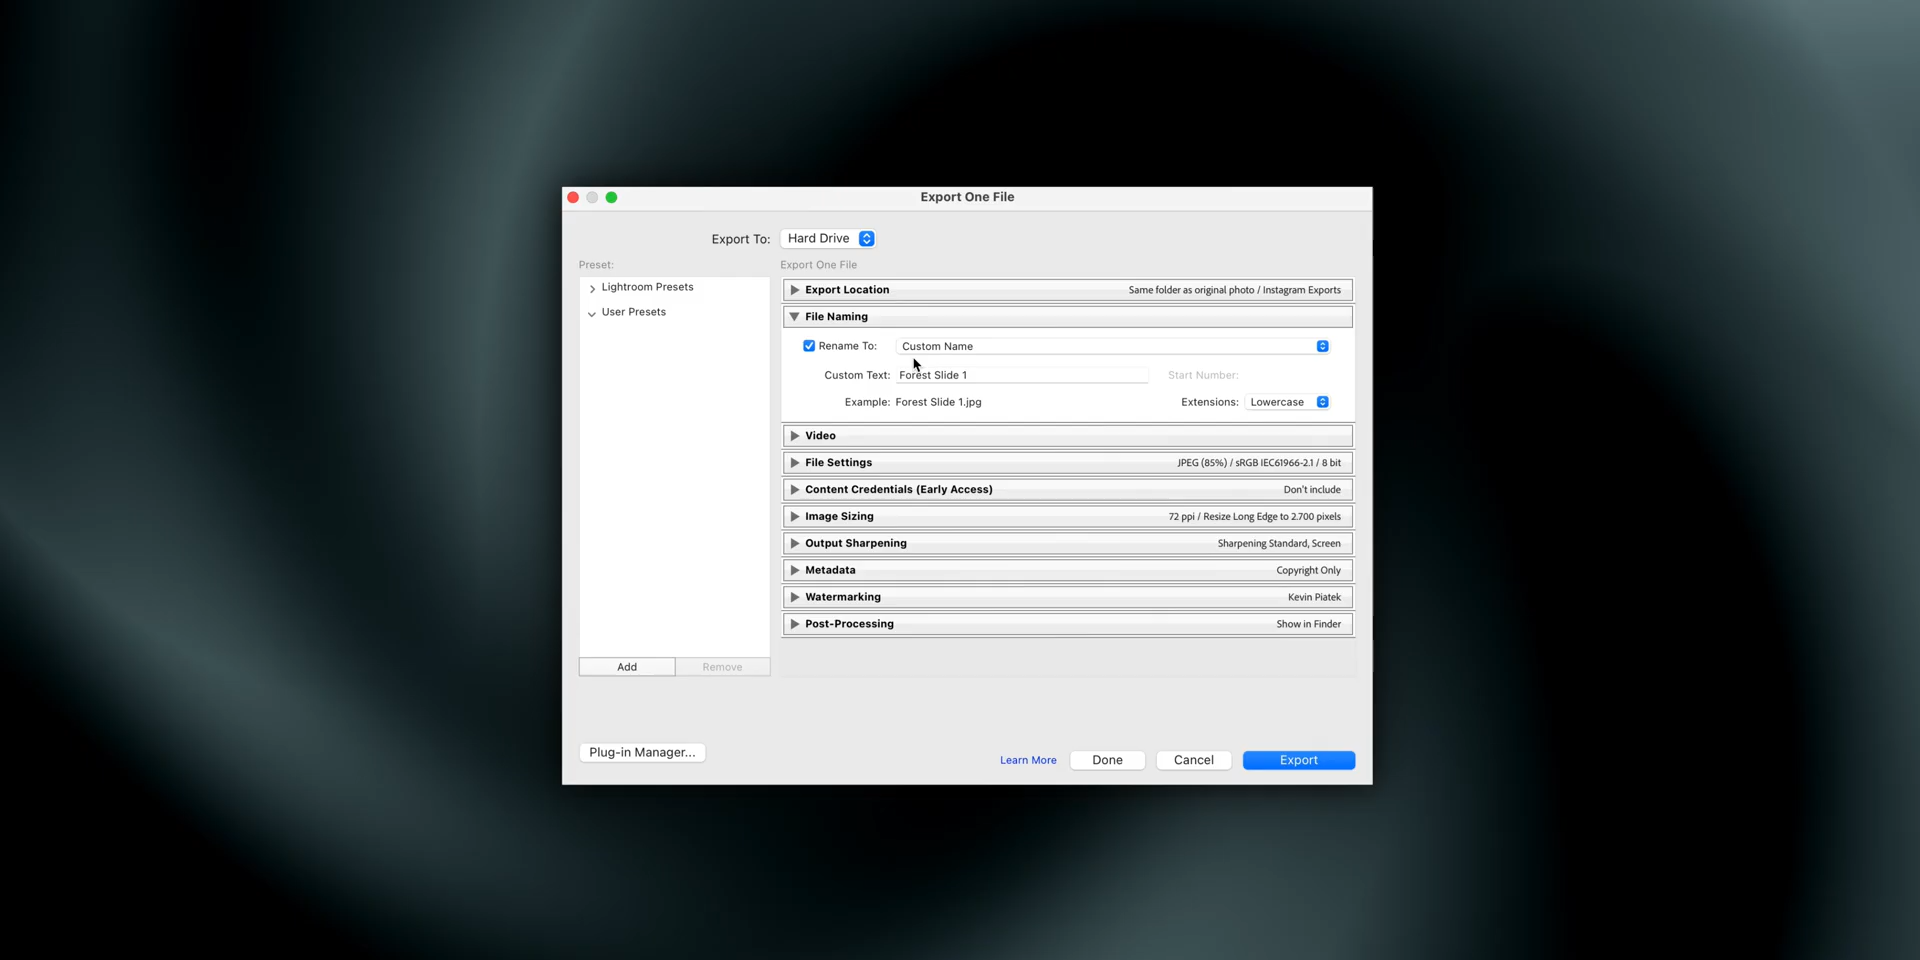 Export One File
Export To: Hard Drive
Preset:
Export One File
Lightroom Presets
User Presets
Add
Remove
Export Location Same folder as original photo / Instagram Exports
File Naming
Rename To: Custom Name
Custom Text: Forest Slide 1 Start Number:
Example: Forest Slide 1.jpg Extensions: Lowercase
Video
File Settings JPEG (85%) / sRGB IEC61966-2.1 / 8 bit
Content Credentials (Early Access) Don't include
Image Sizing 72 ppi / Resize Long Edge to 2.700 pixels
Output Sharpening Sharpening Standard, Screen
Metadata Copyright Only
Watermarking Kevin Piatek
Post-Processing Show in Finder
Plug-in Manager...
Learn More Done Cancel Export